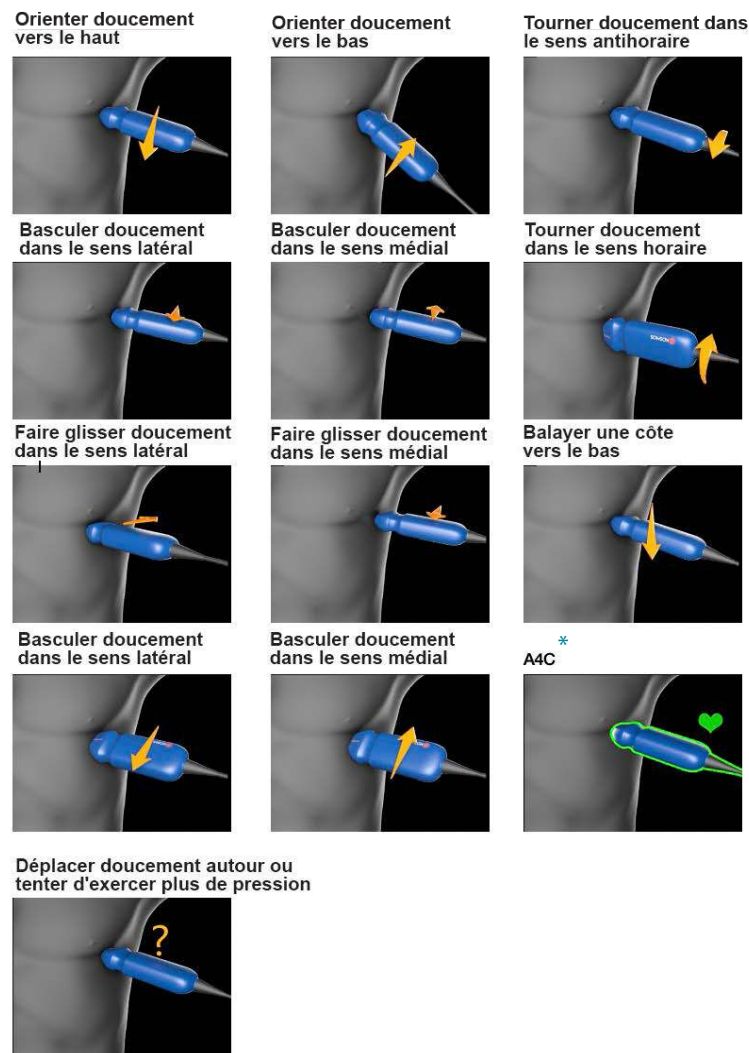 Orienter doucement
vers le haut
Orienter doucement
vers le bas
Tourner doucement dans
le sens antihoraire
Basculer doucement
dans le sens latéral
Basculer doucement
dans le sens médial
Tourner doucement
dans le sens horaire
Faire glisser doucement
dans le sens latéral
Faire glisser doucement
dans le sens médial
Balayer une côte
vers le bas
Basculer doucement
dans le sens latéral
Basculer doucement
dans le sens médial
*
A4C
Déplacer doucement autour ou
tenter d'exercer plus de pression
?